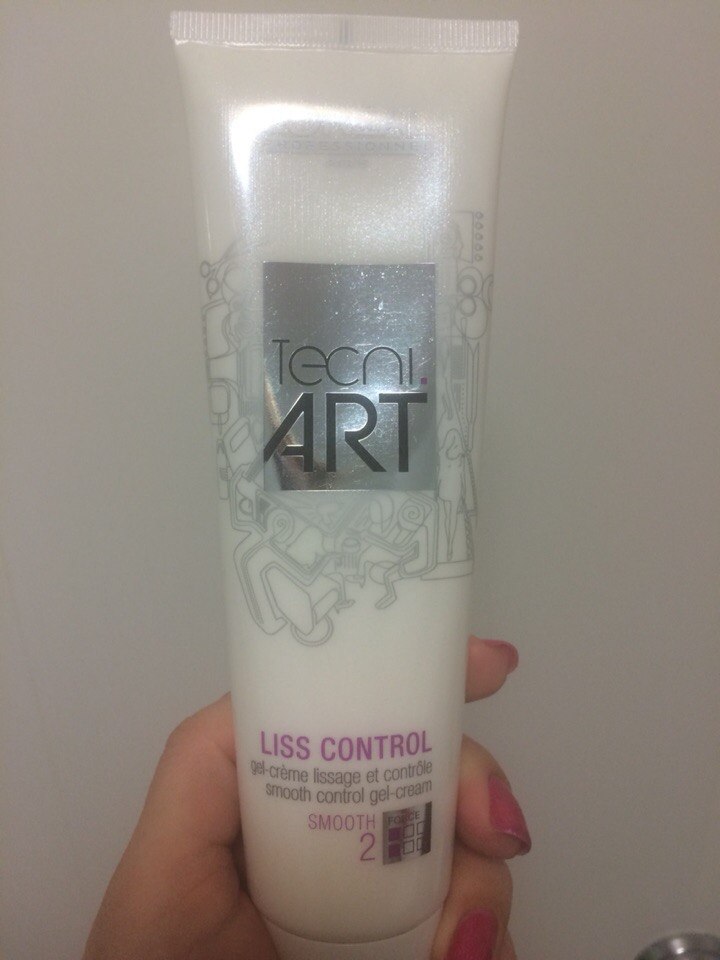 Tecni.
ART
LISS CONTROL
gel-crème lissage et contrôle
smooth control gel-cream
SMOOTH
2
FORCE